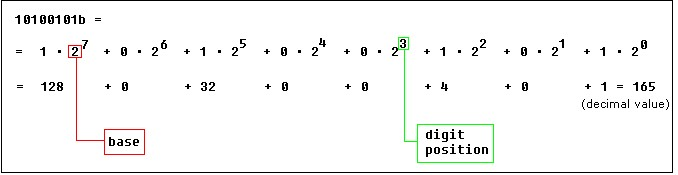 10100101b =
= 1 · 2⁷ + 0 · 2⁶ + 1 · 2⁵ + 0 · 2⁴ + 0 · 2³ + 1 · 2² + 0 · 2¹ + 1 · 2⁰
= 128 + 0 + 32 + 0 + 0 + 4 + 0 + 1 = 165
(decimal value)
base
digit
position